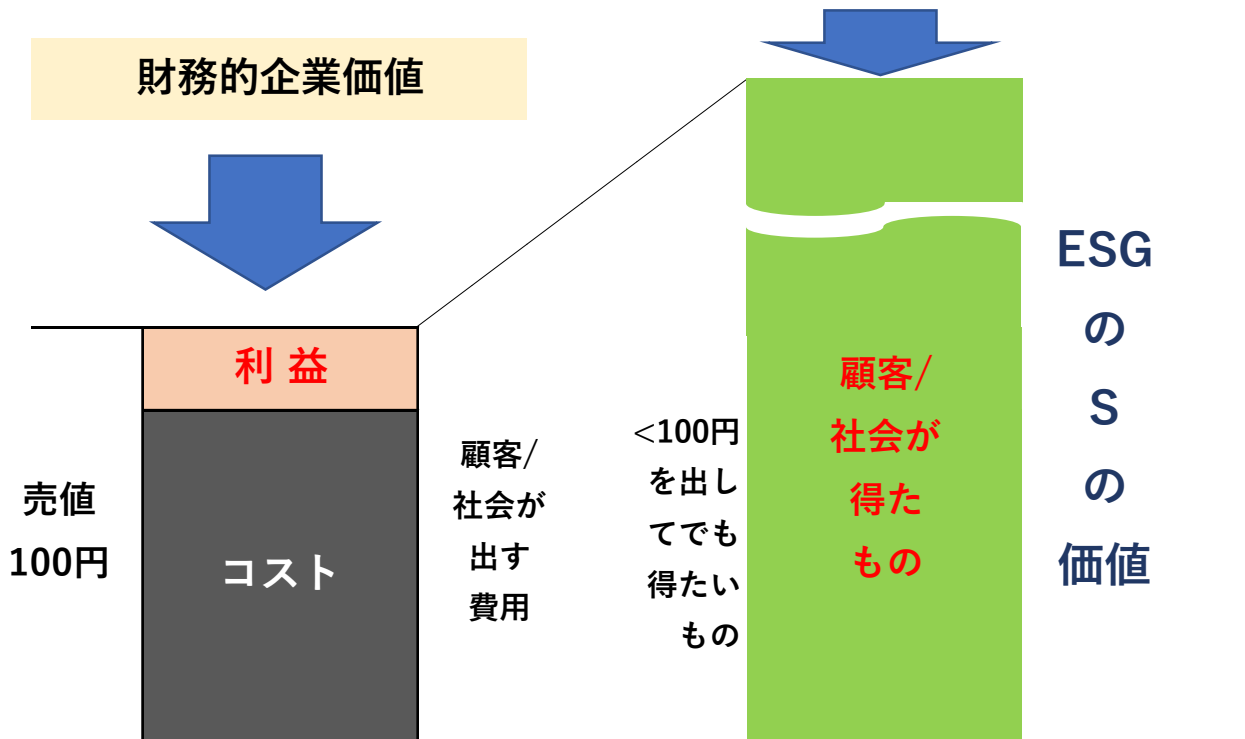 財務的企業価値
利 益
売値
100円
コスト
顧客/
社会が
出す
費用
<100円
を出し
てでも
得たい
もの
顧客/
社会が
得た
もの
ESG
の
S
の
価値